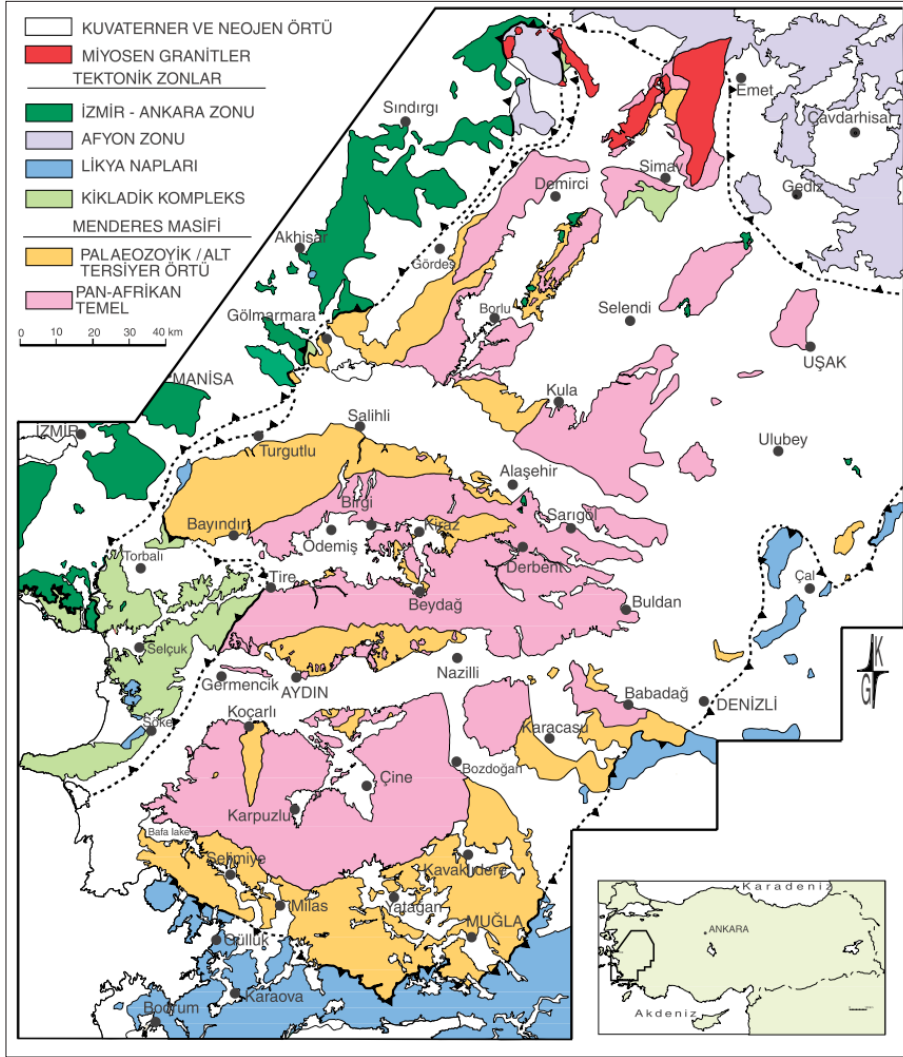 KUVATERNER VE NEOJEN ÖRTÜ
MİYOSEN GRANİTLER
TEKTONİK ZONLAR
İZMİR - ANKARA ZONU
AFYON ZONU
LİKYA NAPLARI
KİKLADİK KOMPLEKS
MENDERES MASİFİ
PALAEOZOYİK / ALT
TERSİYER ÖRTÜ
PAN-AFRİKAN
TEMEL
0 10 20 40 km
Emet
Sındırgı
Çavdarhisar
Simav
Demirci
Gediz
Akhisar
Gördeş
Selendi
Borlu
Gölmarmara
UŞAK
MANİSA
Kula
Salihli
İZMİR
Turgutlu
Ulubey
Alaşehir
Birgi
Bayındır
Ödemiş
Kiraz
Sarıgöl
Torbalı
Derbent
Tire
Beydağ
Çal
Buldan
Selçuk
K
G
Germencik
AYDIN
Nazilli
Babadağ
DENİZLİ
Koçarlı
Söke
Karacasu
Bozdoğan
Çine
Karpuzlu
Bafa lake
Selimiye
Kavaklıdere
Milas
Yatağan
MUĞLA
Güllük
Karaova
Bodrum
Karadeniz
ANKARA
Akdeniz